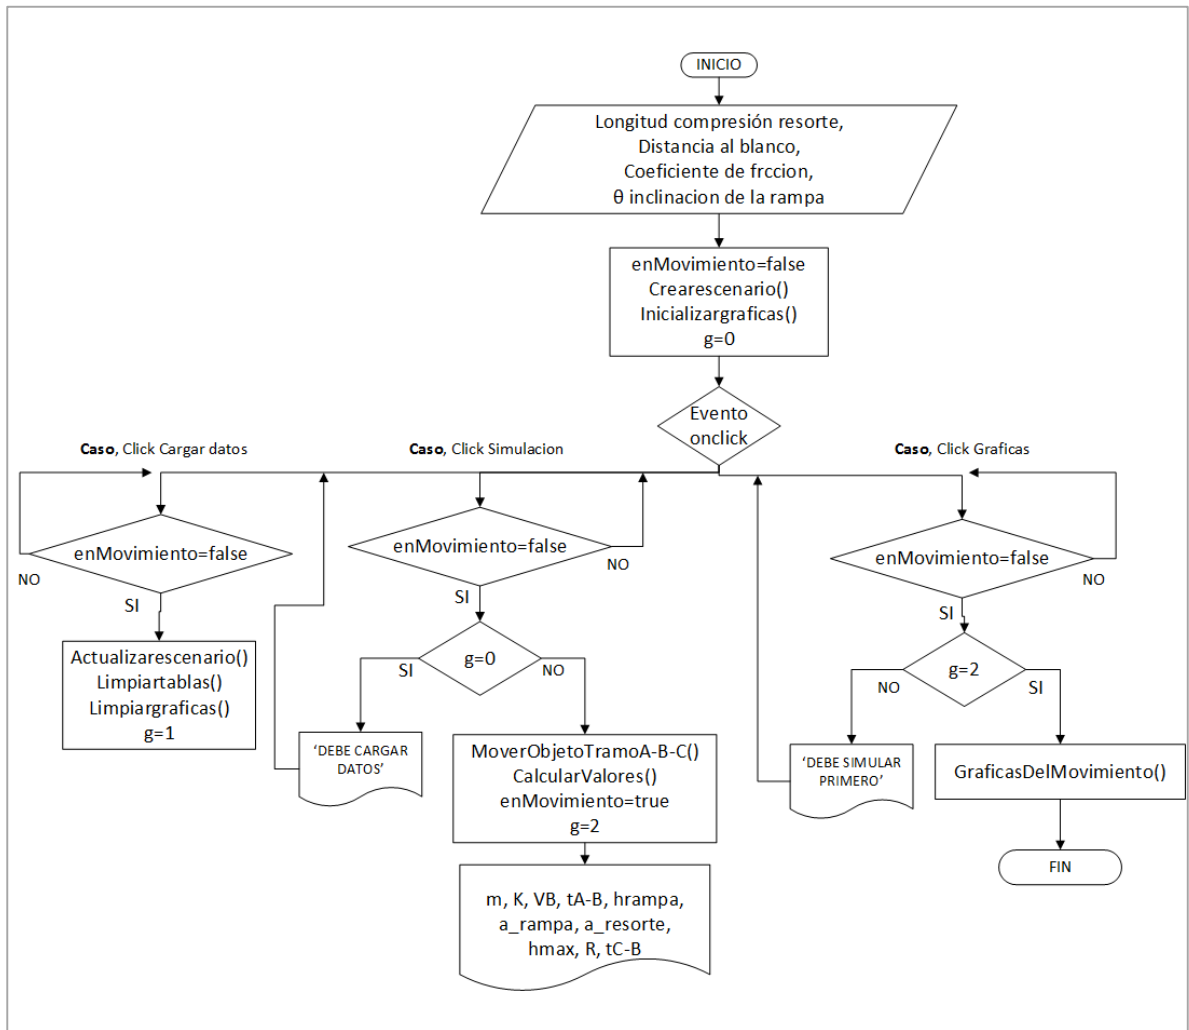 INICIO
Longitud compresión resorte,
Distancia al blanco,
Coeficiente de frccion,
θ inclinacion de la rampa
enMovimiento=false
Crearescenario()
Inicializargraficas()
g=0
Evento
onclick
Caso, Click Cargar datos
enMovimiento=false
NO
SI
Actualizarescenario()
Limpiartablas()
Limpiargraficas()
g=1
Caso, Click Simulacion
enMovimiento=false
NO
SI
g=0
SI
NO
'DEBE CARGAR
DATOS'
MoverObjetoTramoA-B-C()
CalcularValores()
enMovimiento=true
g=2
m, K, VB, tA-B, hrampa,
a_rampa, a_resorte,
hmax, R, tC-B
Caso, Click Graficas
enMovimiento=false
NO
SI
g=2
NO
SI
'DEBE SIMULAR
PRIMERO'
GraficasDelMovimiento()
FIN